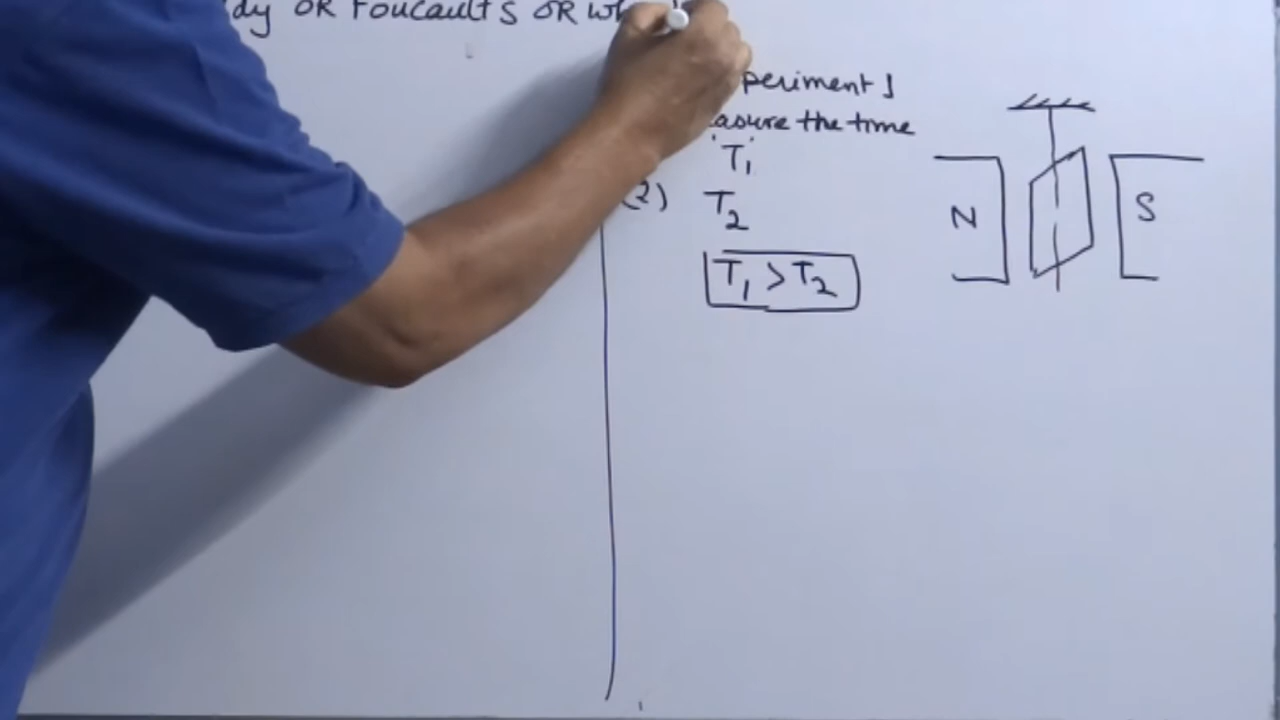 dy OR Foucault's OR wh
periment 1
asure the time
'T₁'
(2) T₂
T₁ > T₂
N S